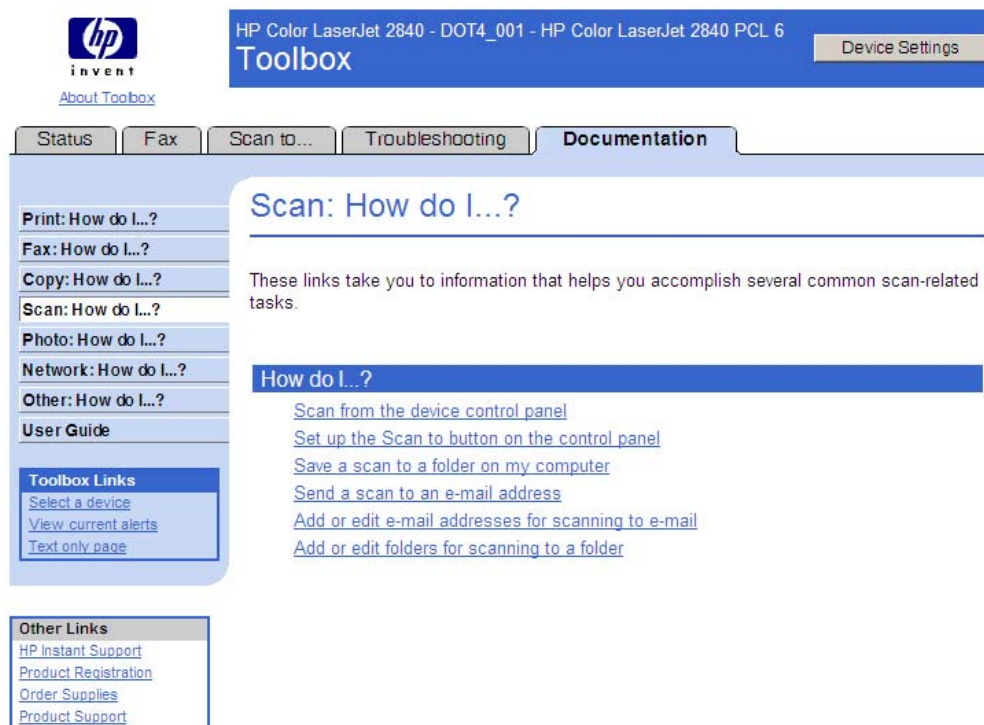 hp
invent
About Toolbox
HP Color LaserJet 2840 - DOT4_001 - HP Color LaserJet 2840 PCL 6
Toolbox
Device Settings
Status
Fax
Scan to...
Troubleshooting
Documentation
Print: How do I...?
Fax: How do I...?
Copy: How do I...?
Scan: How do I...?
Photo: How do I...?
Network: How do I...?
Other: How do I...?
User Guide
Toolbox Links
Select a device
View current alerts
Text only page
Other Links
HP Instant Support
Product Registration
Order Supplies
Product Support
Scan: How do I...?
These links take you to information that helps you accomplish several common scan-related
tasks.
How do I...?
Scan from the device control panel
Set up the Scan to button on the control panel
Save a scan to a folder on my computer
Send a scan to an e-mail address
Add or edit e-mail addresses for scanning to e-mail
Add or edit folders for scanning to a folder